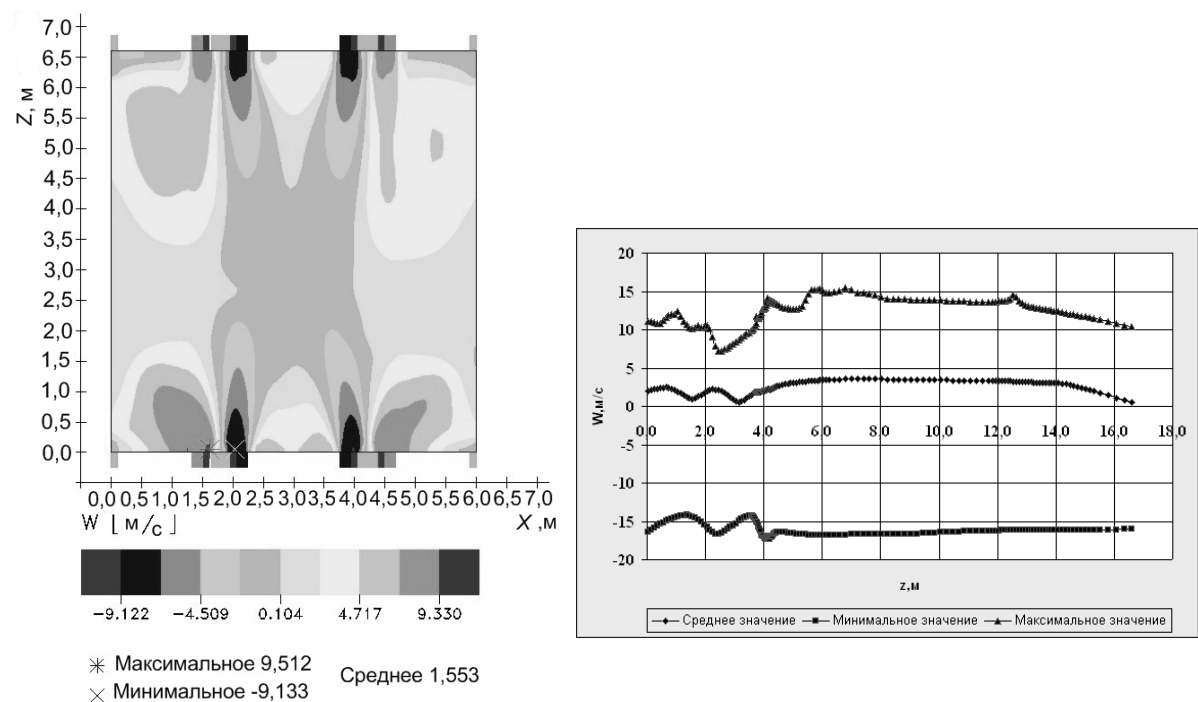 7,0
6,5
6,0
5,5
5,0
4,5
4,0
3,5
3,0
2,5
2,0
1,5
1,0
0,5
0,0
Z, м
0,0 0,5 1,0 1,5 2,0 2,5 3,0 3,5 4,0 4,5 5,0 5,5 6,0 6,5 7,0
W [ м/с ]
X ,м
-9.122 -4.509 0.104 4.717 9.330
Максимальное 9,512
Минимальное -9,133
Среднее 1,553
20
15
10
5
0
-5
-10
-15
-20
W,м/с
0,0 2,0 4,0 6,0 8,0 10,0 12,0 14,0 16,0 18,0
z,м
Среднее значение Минимальное значение Максимальное значение